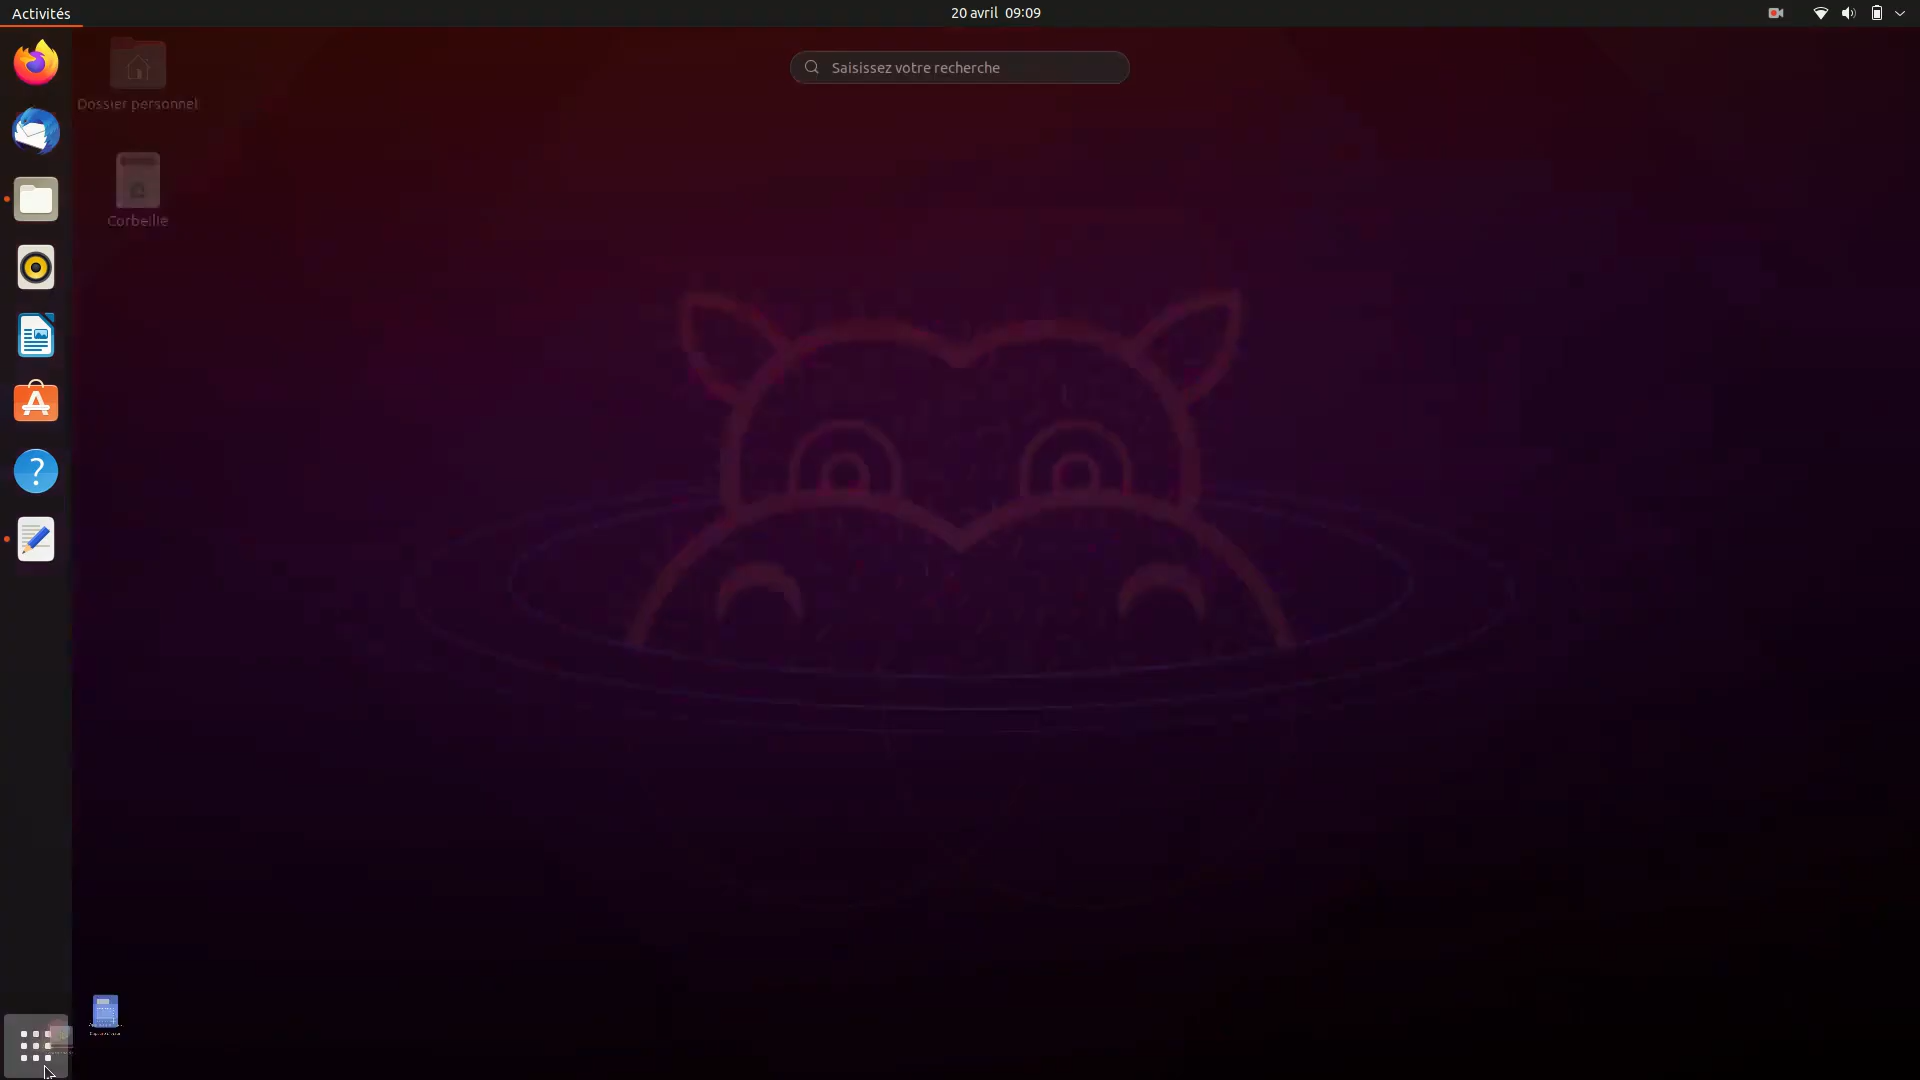 Activités
20 avril 09:09
Saisissez votre recherche
Dossier personnel
Corbeille